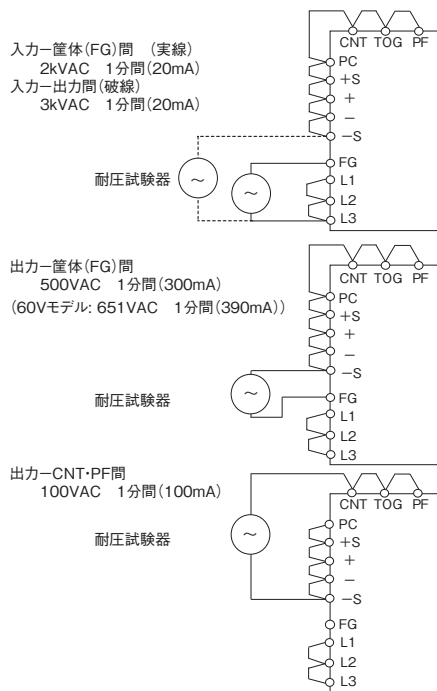 入力ー筐体(FG)間 (実線)
2kVAC 1分間(20mA)
入力ー出力間(破線)
3kVAC 1分間(20mA)
耐圧試験器
～
～
CNT TOG PF
PC
+S
+
−
−S
FG
L1
L2
L3
出力ー筐体(FG)間
500VAC 1分間(300mA)
(60Vモデル: 651VAC 1分間(390mA))
耐圧試験器
～
CNT TOG PF
PC
+S
+
−
−S
FG
L1
L2
L3
出力ーCNT・PF間
100VAC 1分間(100mA)
耐圧試験器
～
CNT TOG PF
PC
+S
+
−
−S
FG
L1
L2
L3